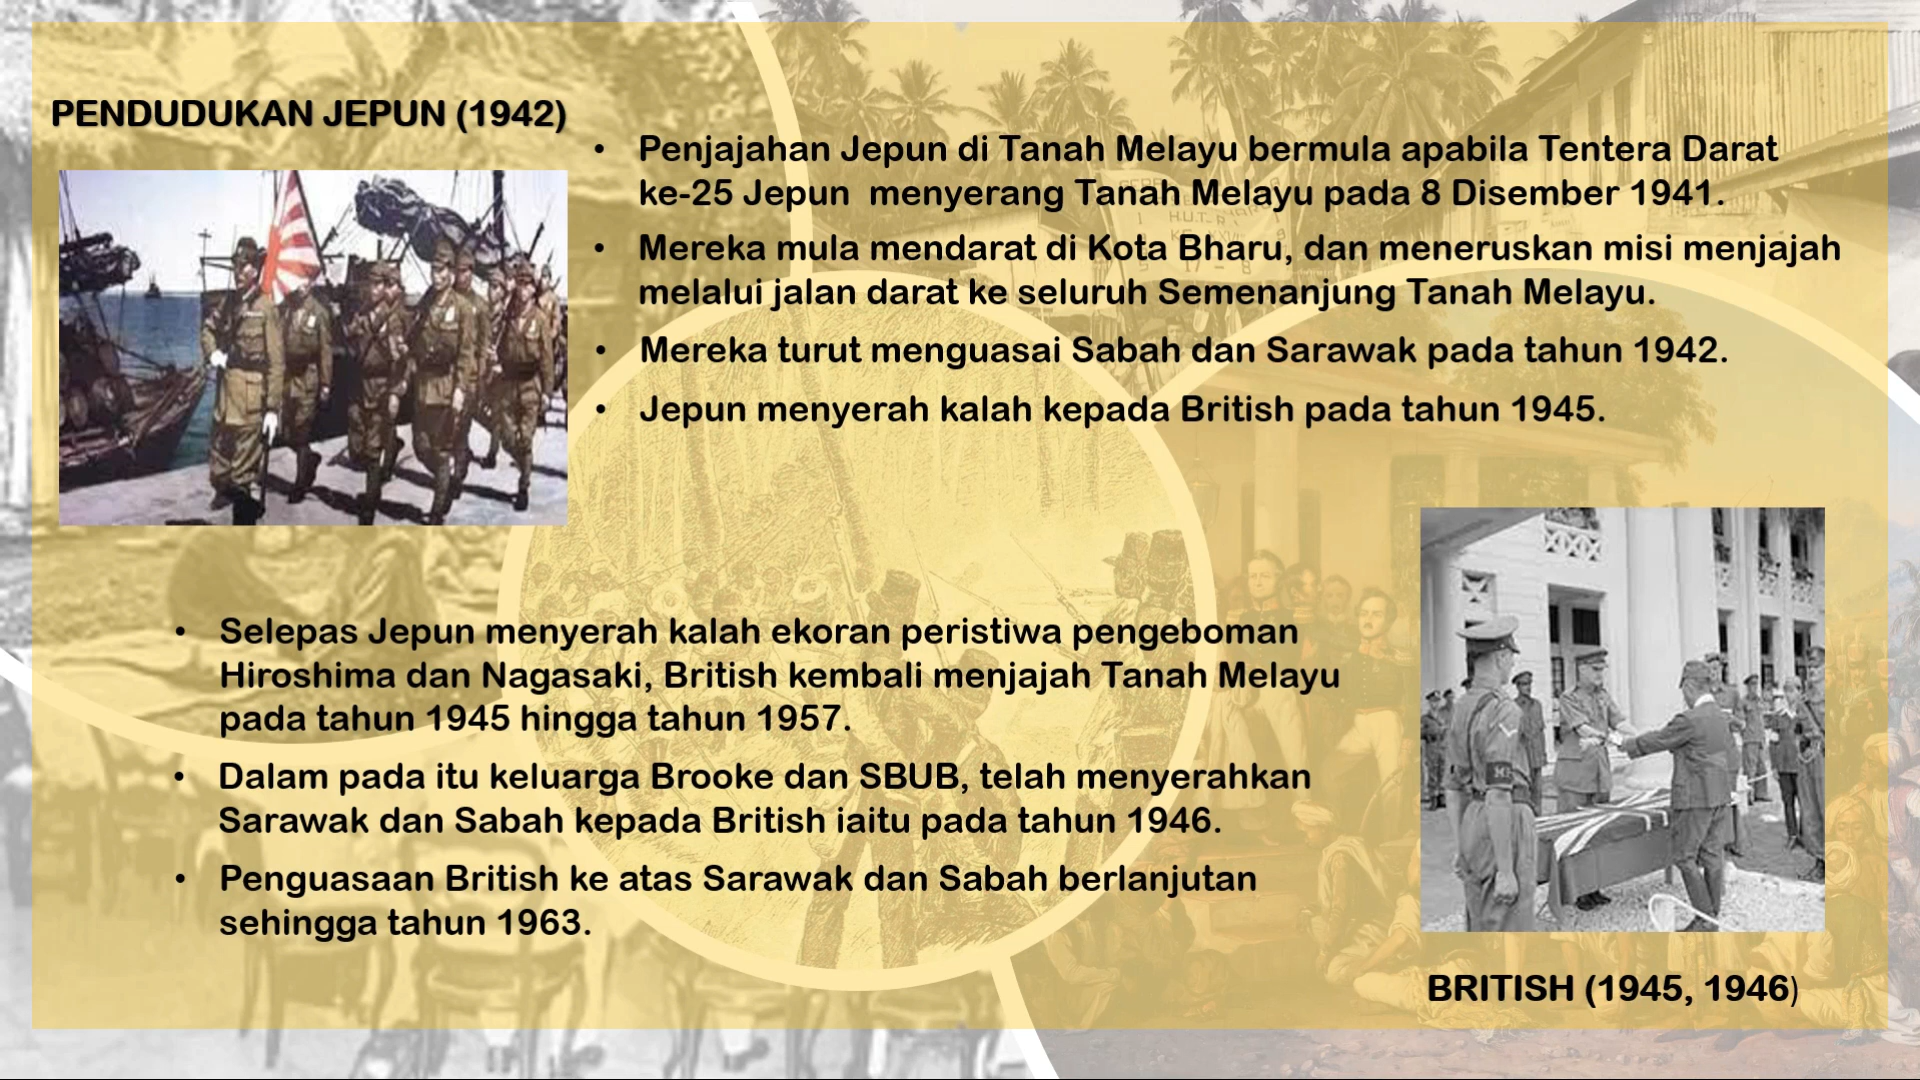 PENDUDUKAN JEPUN (1942)
• Penjajahan Jepun di Tanah Melayu bermula apabila Tentera Darat
ke-25 Jepun menyerang Tanah Melayu pada 8 Disember 1941.
• Mereka mula mendarat di Kota Bharu, dan meneruskan misi menjajah
melalui jalan darat ke seluruh Semenanjung Tanah Melayu.
• Mereka turut menguasai Sabah dan Sarawak pada tahun 1942.
• Jepun menyerah kalah kepada British pada tahun 1945.
• Selepas Jepun menyerah kalah ekoran peristiwa pengeboman
Hiroshima dan Nagasaki, British kembali menjajah Tanah Melayu
pada tahun 1945 hingga tahun 1957.
• Dalam pada itu keluarga Brooke dan SBUB, telah menyerahkan
Sarawak dan Sabah kepada British iaitu pada tahun 1946.
• Penguasaan British ke atas Sarawak dan Sabah berlanjutan
sehingga tahun 1963.
BRITISH (1945, 1946)